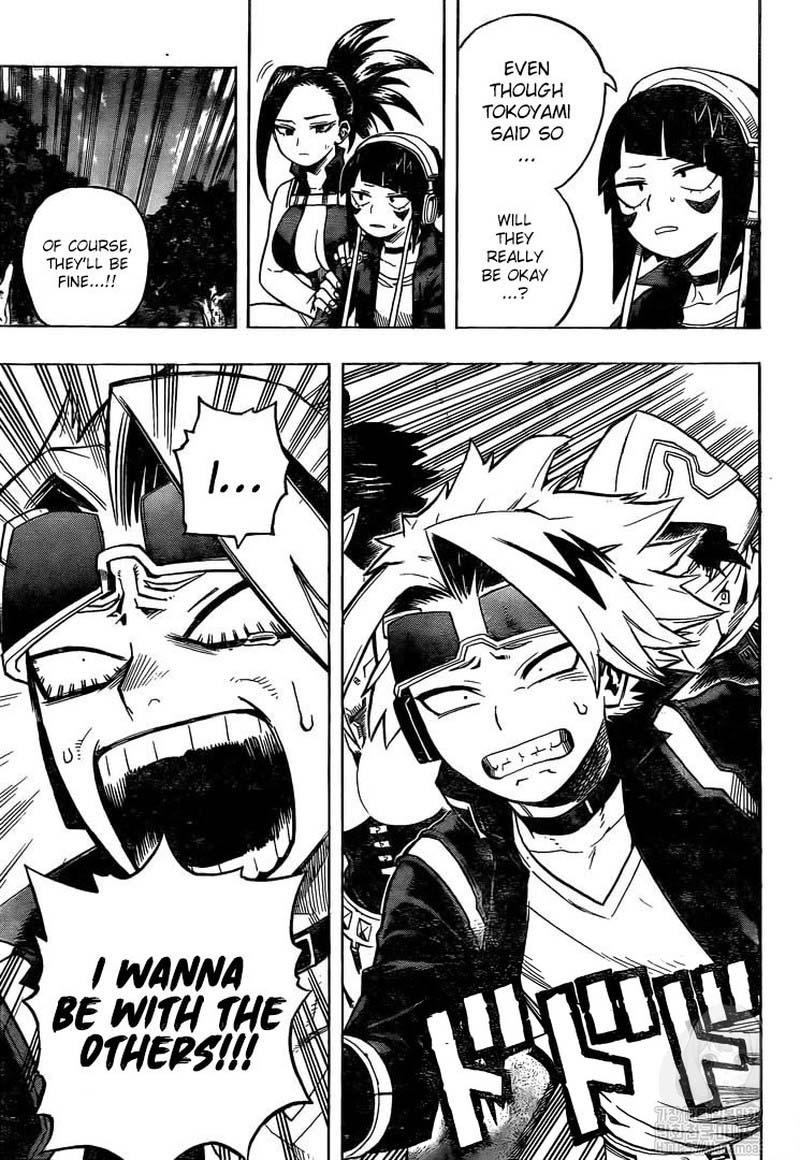 EVEN
THOUGH
TOKOYAMI
SAID SO
...
WILL
THEY
REALLY
BE OKAY
...?
OF COURSE,
THEY'LL BE
FINE...!!
ドドド
I...
I WANNA
BE WITH THE
OTHERS!!!